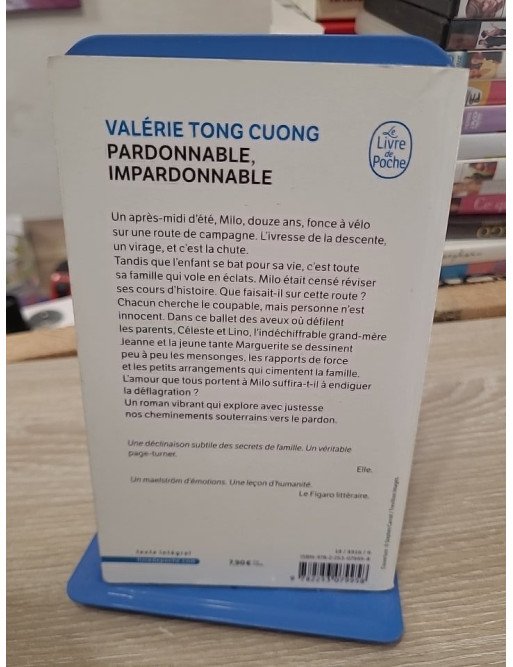 VALÉRIE TONG CUONG
PARDONNABLE,
IMPARDONNABLE
Le
Livre
de
Poche
Un après-midi d'été, Milo, douze ans, fonce à vélo
sur une route de campagne. L'ivresse de la descente,
un virage, et c'est la chute.
Tandis que l'enfant se bat pour sa vie, c'est toute
sa famille qui vole en éclats. Milo était censé réviser
ses cours d'histoire. Que faisait-il sur cette route ?
Chacun cherche le coupable, mais personne n'est
innocent. Dans ce ballet des aveux où défilent
les parents, Céleste et Lino, l'indéchiffrable grand-mère
Jeanne et la jeune tante Marguerite se dessinent
peu à peu les mensonges, les rapports de force
et les petits arrangements qui cimentent la famille.
L'amour que tous portent à Milo suffira-t-il à endiguer
la déflagration ?
Un roman vibrant qui explore avec justesse
nos cheminements souterrains vers le pardon.
Une déclinaison subtile des secrets de famille. Un véritable
page-turner.
Elle.
Un maelström d'émotions. Une leçon d'humanité.
Le Figaro littéraire.
texte intégral
7,90 €